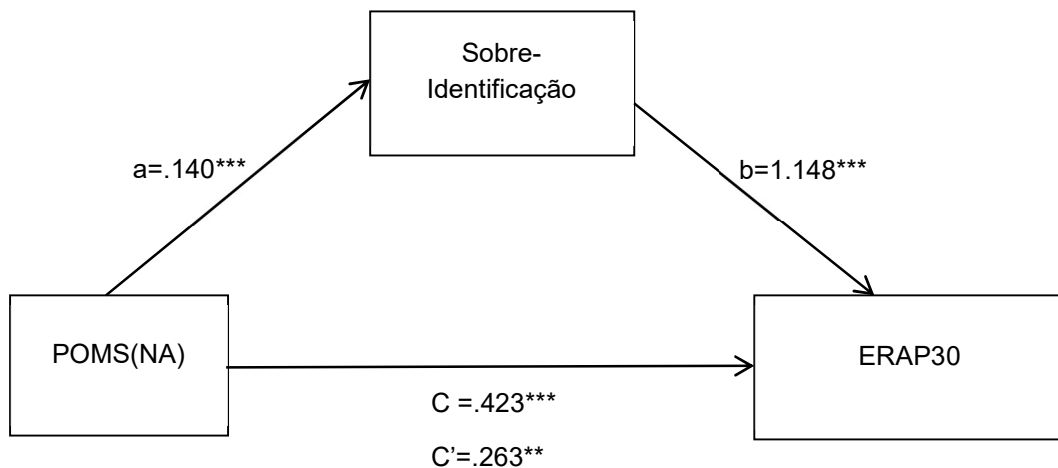 Sobre-
Identificação
a=.140***
b=1.148***
POMS(NA)
ERAP30
C =.423***
C’=.263**